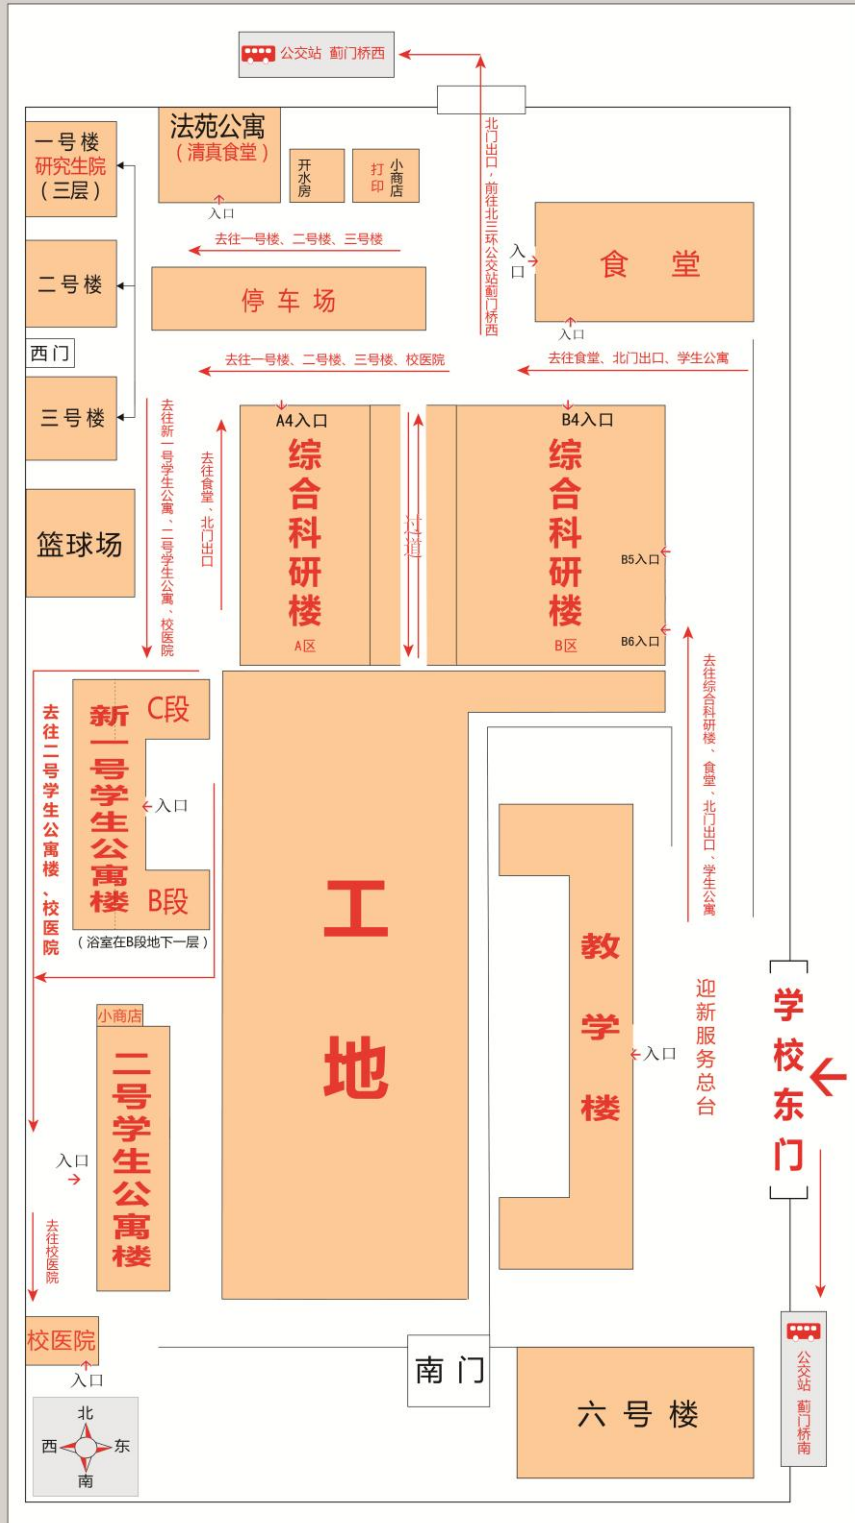 公交站 蓟门桥西
一号楼
研究生院
（三层）
法苑公寓
（清真食堂）
入口
开水房
打印
小商店
北门出口，前往北三环公交站蓟门桥西
去往一号楼、二号楼、三号楼
入口
食 堂
入口
二号楼
停车场
西门
去往一号楼、二号楼、三号楼、校医院
去往食堂、北门出口、学生公寓
三号楼
去往新一号学生公寓、二号学生公寓、校医院
去往食堂、北门出口
A4入口
综合科研楼
A区
过道
B4入口
综合科研楼
B5入口
B6入口
B区
篮球场
去往综合科研楼、食堂、北门出口、学生公寓
去往二号学生公寓楼、校医院
新一号学生公寓楼
C段
入口
B段
（浴室在B段地下一层）
工地
教学楼
入口
迎新服务总台
学校东门
小商店
二号学生公寓楼
入口
去往校医院
校医院
入口
南门
六号楼
公交站 蓟门桥南
北
西 东
南